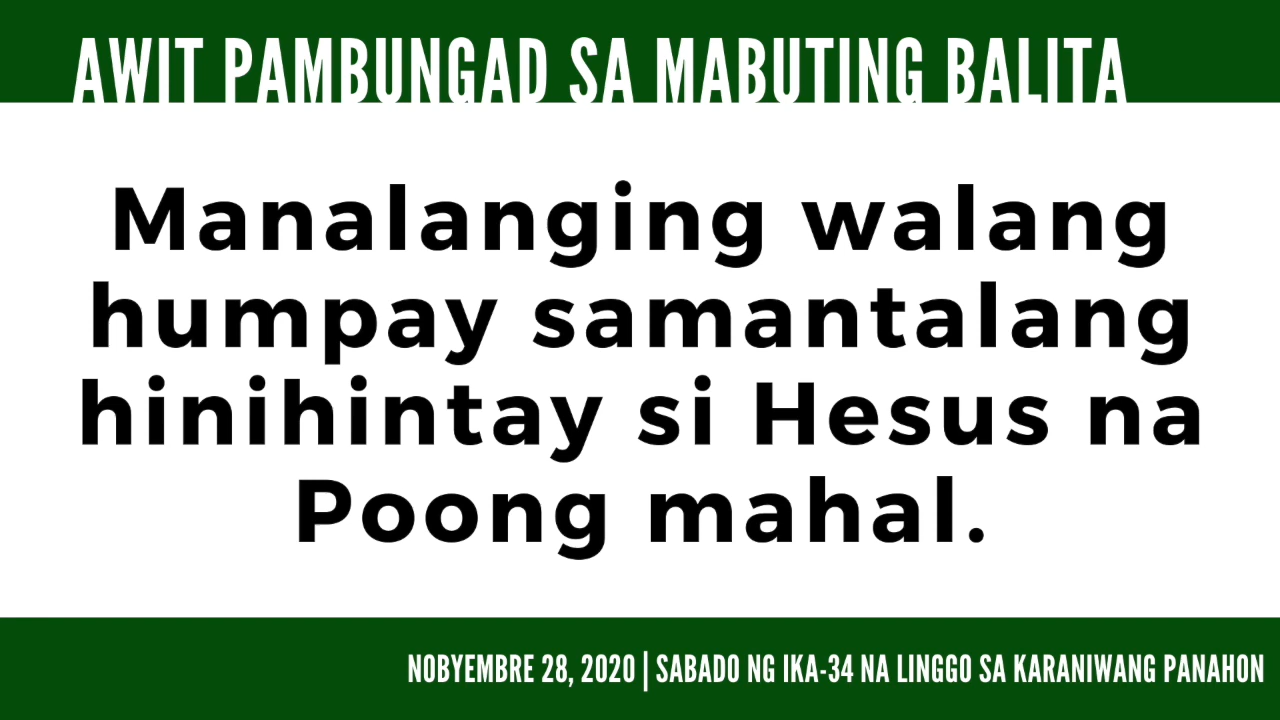 AWIT PAMBUNGAD SA MABUTING BALITA
Manalanging walang
humpay samantalang
hinihintay si Hesus na
Poong mahal.
NOBYEMBRE 28, 2020 | SABADO NG IKA-34 NA LINGGO SA KARANIWANG PANAHON